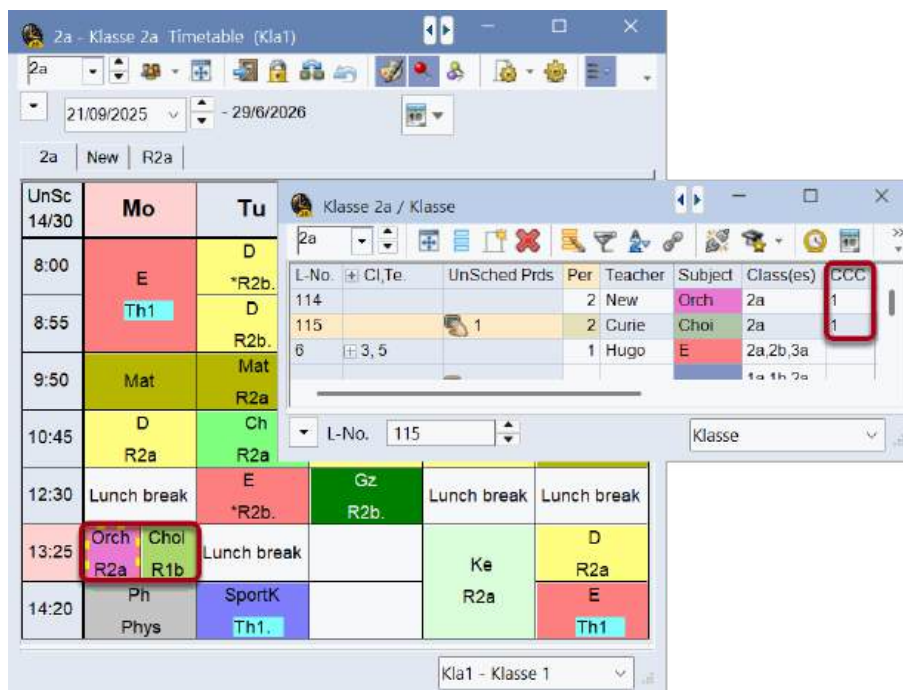 2a - Klasse 2a Timetable (Kla1)
2a
21/09/2025 - 29/6/2026
2a New R2a
UnSc 14/30 Mo Tu
8:00 E Th1 D *R2b.
8:55 D R2b.
9:50 Mat Mat R2a
10:45 D R2a Ch R2a
12:30 Lunch break E *R2b. Gz R2b. Lunch break Lunch break
13:25 Orch R2a Choi R1b Lunch break Ke R2a D R2a
14:20 Ph Phys SportK Th1. E Th1
Kla1 - Klasse 1
Klasse 2a / Klasse
2a
L-No. Cl,Te. UnSched Prds Per Teacher Subject Class(es) CCC
114 2 New Orch 2a 1
115 1 2 Curie Choi 2a 1
6 3, 5 1 Hugo E 2a,2b,3a
1a,1b,2a
L-No. 115 Klasse